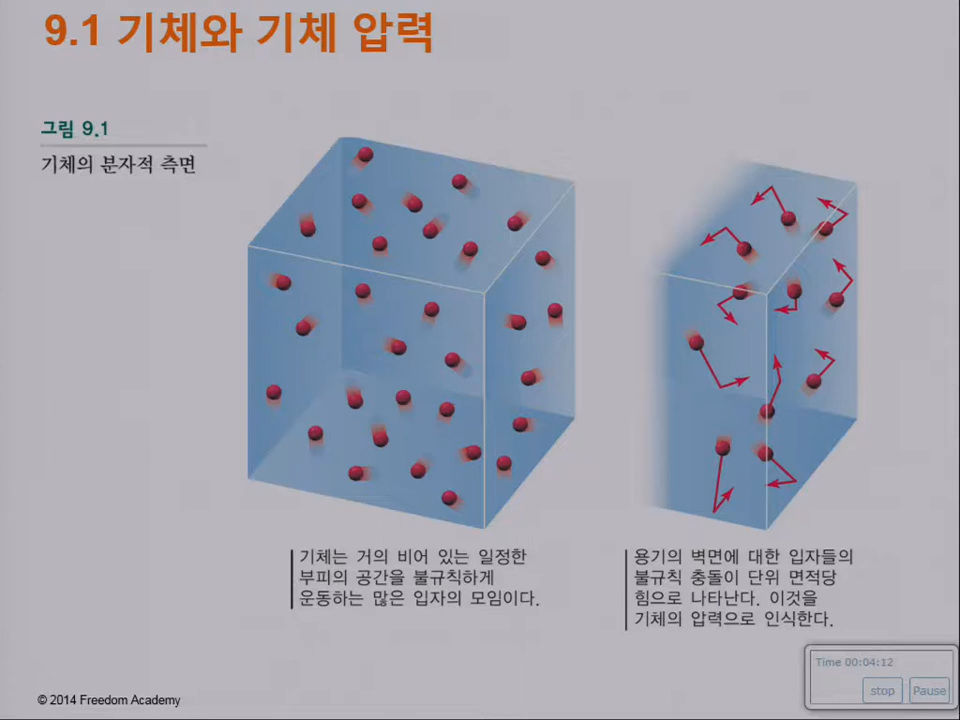 9.1 기체와 기체 압력
그림 9.1
기체의 분자적 측면
기체는 거의 비어 있는 일정한
부피의 공간을 불규칙하게
운동하는 많은 입자의 모임이다.
용기의 벽면에 대한 입자들의
불규칙 충돌이 단위 면적당
힘으로 나타난다. 이것을
기체의 압력으로 인식한다.
Time 00:04:12
stop
Pause
© 2014 Freedom Academy